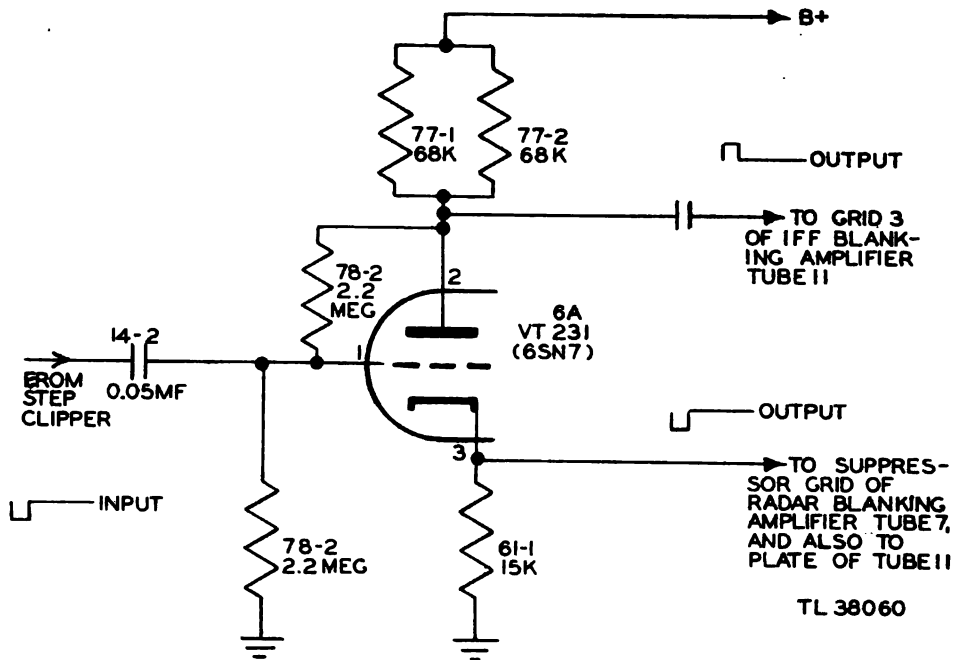 B+
77-1
68K
77-2
68K
OUTPUT
TO GRID 3
OF IFF BLANK-
ING AMPLIFIER
TUBE 11
78-2
2.2
MEG
2
6A
VT 231
(6SN7)
14-2
1
FROM
STEP
CLIPPER
0.05MF
OUTPUT
3
TO SUPPRES-
SOR GRID OF
RADAR BLANKING
AMPLIFIER TUBE 7,
AND ALSO TO
PLATE OF TUBE 11
INPUT
78-2
2.2 MEG
61-1
15K
TL 38060